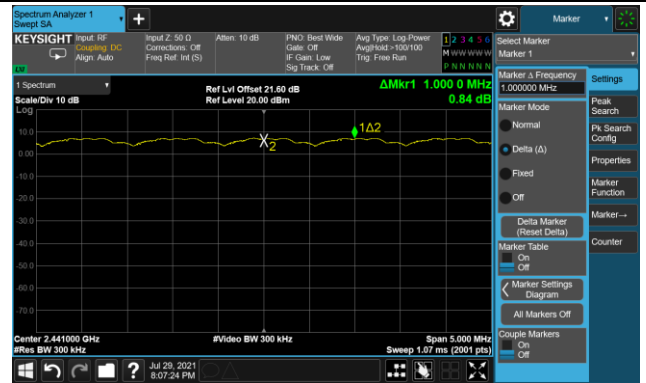 Spectrum Analyzer 1
Swept SA
Marker
KEYSIGHT
Input: RF
Coupling: DC
Align: Auto
Input Z: 50 Ω
Corrections: Off
Freq Ref: Int (S)
Atten: 10 dB
PNO: Best Wide
Gate: Off
IF Gain: Low
Sig Track: Off
Avg Type: Log-Power
Avg|Hold:>100/100
Trig: Free Run
1 2 3 4 5 6
M W W W W W
P N N N N N
Select Marker
Marker 1
1 Spectrum
Scale/Div 10 dB
Log
Ref Lvl Offset 21.60 dB
Ref Level 20.00 dBm
ΔMkr1 1.000 0 MHz
0.84 dB
10.0
0.00
-10.0
-20.0
-30.0
-40.0
-50.0
-60.0
-70.0
1Δ2
X2
Center 2.441000 GHz
#Res BW 300 kHz
#Video BW 300 kHz
Span 5.000 MHz
Sweep 1.07 ms (2001 pts)
Marker Δ Frequency
1.000000 MHz
Marker Mode
Normal
Delta (Δ)
Fixed
Off
Delta Marker
(Reset Delta)
Marker Table
On
Off
Marker Settings
Diagram
All Markers Off
Couple Markers
On
Off
Settings
Peak
Search
Pk Search
Config
Properties
Marker
Function
Marker→
Counter
Jul 29, 2021
8:07:24 PM